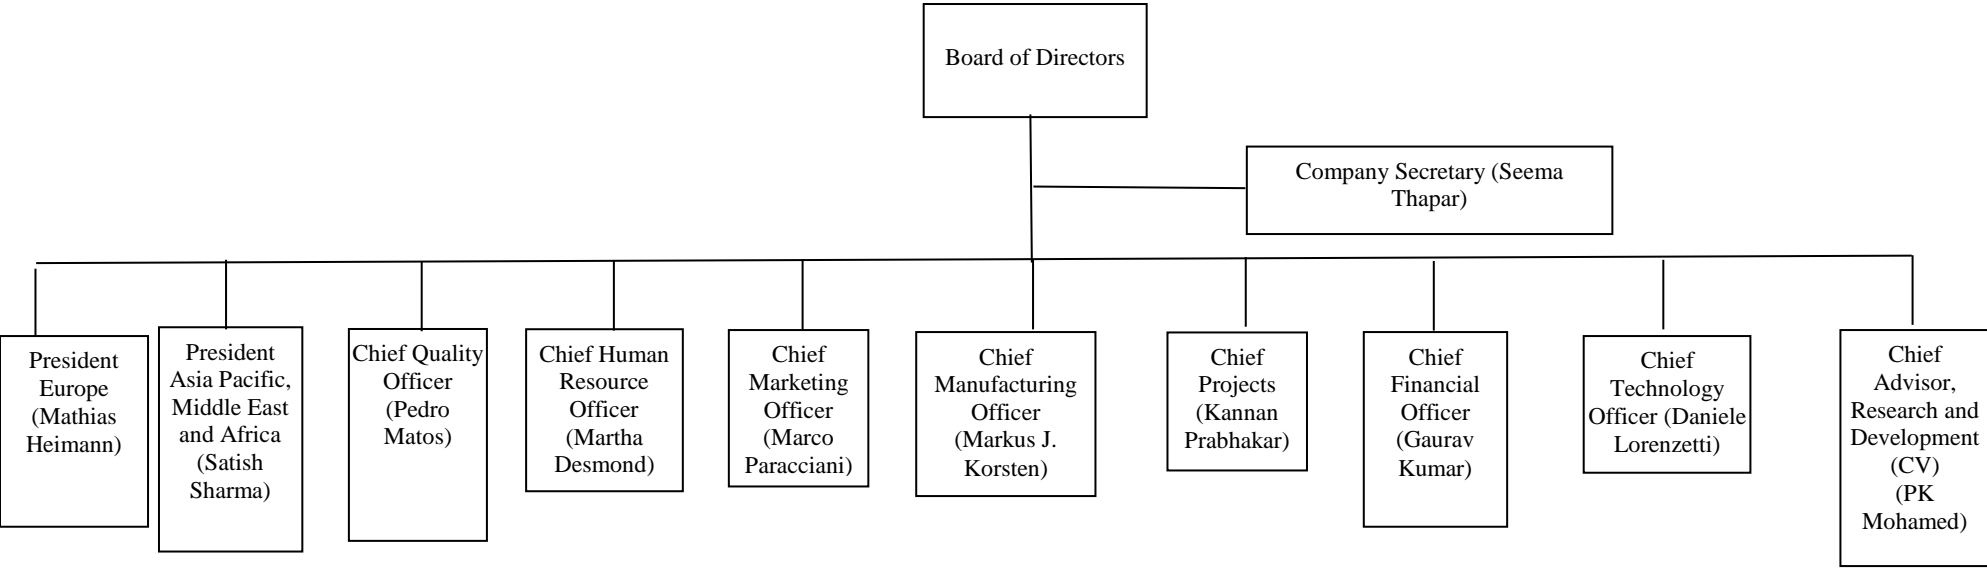 Board of Directors
Company Secretary (Seema
Thapar)
President
Europe
(Mathias
Heimann)
President
Asia Pacific,
Middle East
and Africa
(Satish
Sharma)
Chief Quality
Officer
(Pedro
Matos)
Chief Human
Resource
Officer
(Martha
Desmond)
Chief
Marketing
Officer
(Marco
Paracciani)
Chief
Manufacturing
Officer
(Markus J.
Korsten)
Chief
Projects
(Kannan
Prabhakar)
Chief
Financial
Officer
(Gaurav
Kumar)
Chief
Technology
Officer (Daniele
Lorenzetti)
Chief
Advisor,
Research and
Development
(CV)
(PK
Mohamed)